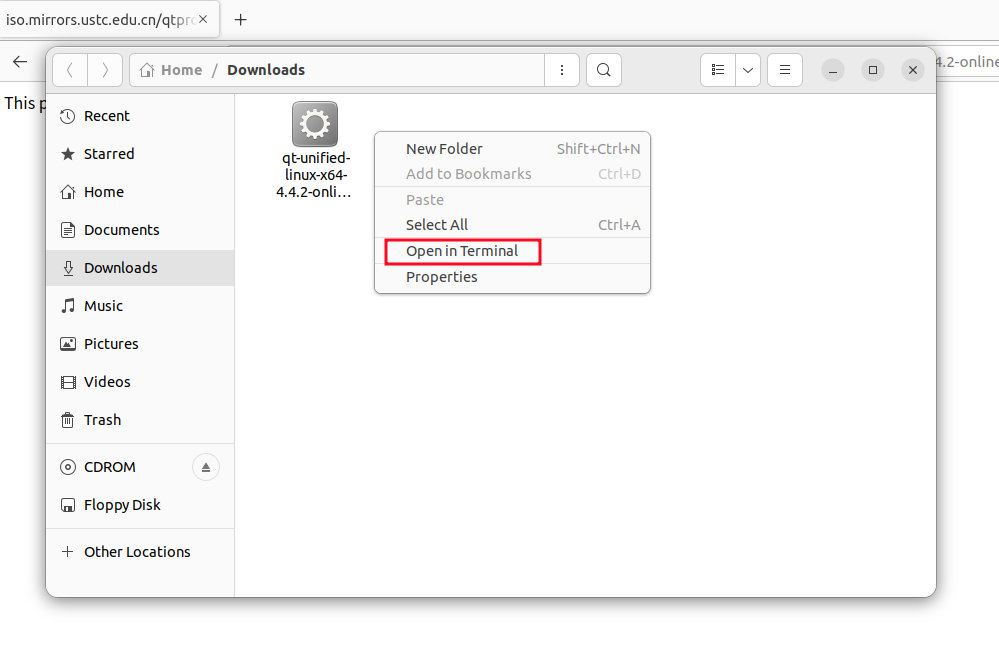 iso.mirrors.ustc.edu.cn/qtpro
4.2-online
This p
Home / Downloads
Recent
Starred
Home
Documents
Downloads
Music
Pictures
Videos
Trash
CDROM
Floppy Disk
Other Locations
qt-unified-
linux-x64-
4.4.2-onli...
New Folder Shift+Ctrl+N
Add to Bookmarks Ctrl+D
Paste
Select All Ctrl+A
Open in Terminal
Properties